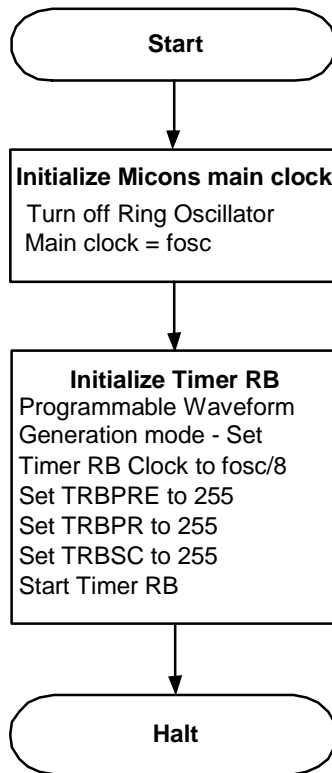 Start
Initialize Micons main clock
Turn off Ring Oscillator
Main clock = fosc
Initialize Timer RB
Programmable Waveform
Generation mode - Set
Timer RB Clock to fosc/8
Set TRBPRE to 255
Set TRBPR to 255
Set TRBSC to 255
Start Timer RB
Halt